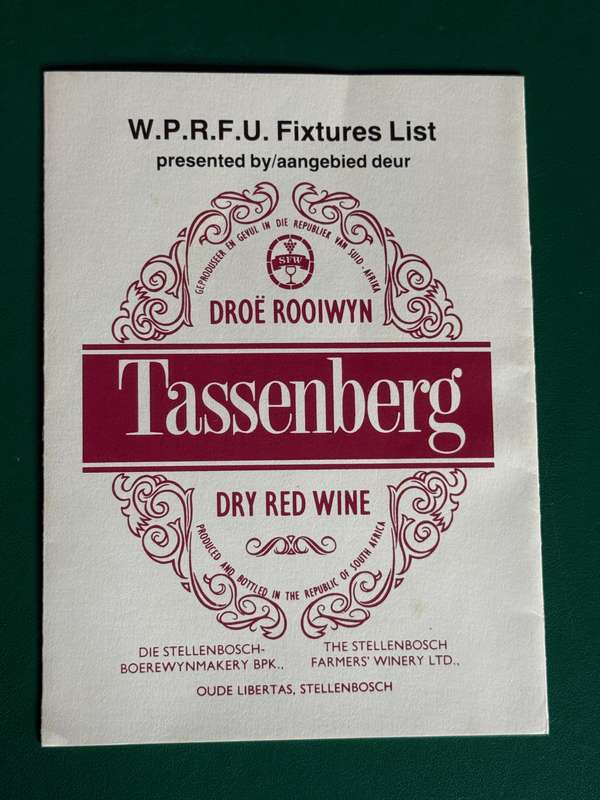 W.P.R.F.U. Fixtures List
presented by/aangebied deur
GEPRODUSEER EN GEVUL IN DIE REPUBLIEK VAN SUID-AFRIKA
SFW
DROË ROOIWYN
Tassenberg
DRY RED WINE
PRODUCED AND BOTTLED IN THE REPUBLIC OF SOUTH AFRICA
DIE STELLENBOSCH-
BOEREWYNMAKERY BPK.,
THE STELLENBOSCH
FARMERS' WINERY LTD.,
OUDE LIBERTAS, STELLENBOSCH